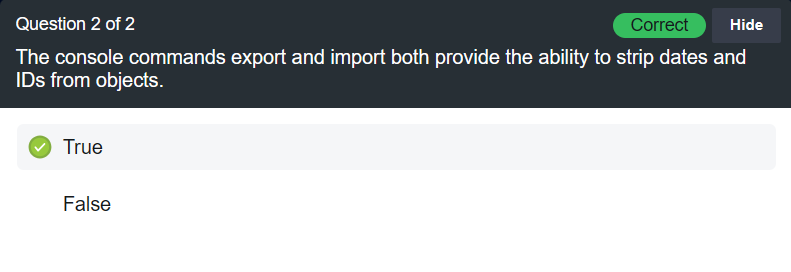 Question 2 of 2
Correct
Hide
The console commands export and import both provide the ability to strip dates and
IDs from objects.
True
False